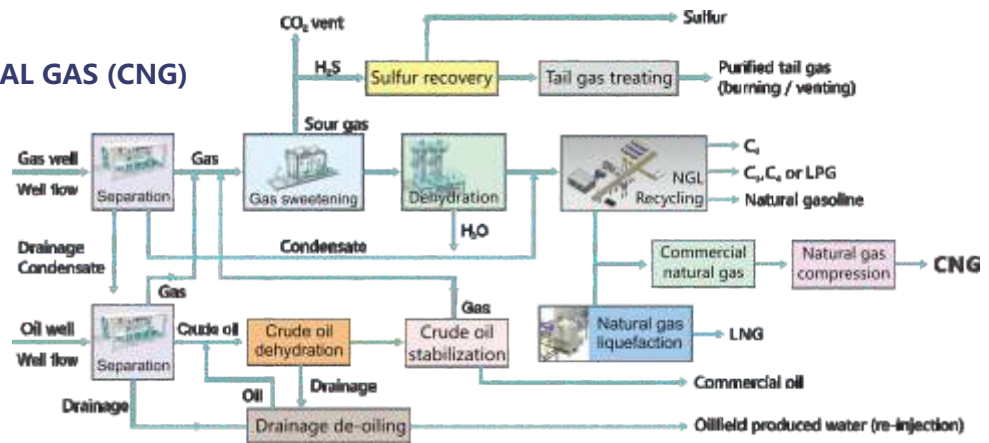 CO₂ vent
Sulfur
AL GAS (CNG)
H₂S
Sulfur recovery
Tail gas treating
Purified tail gas
(burning / venting)
Sour gas
Gas well
Well flow
Separation
Gas
Gas sweetening
Dehydration
NGL
Recycling
C₃,C₄ or LPG
Natural gasoline
H₂O
Drainage
Condensate
Condensate
Commercial
natural gas
Natural gas
compression
CNG
Gas
Gas
Oil well
Well flow
Separation
Crude oil
Crude oil
dehydration
Crude oil
stabilization
Natural gas
liquefaction
LNG
Drainage
Oil
Drainage
Commercial oil
Drainage de-oiling
Oilfield produced water (re-injection)